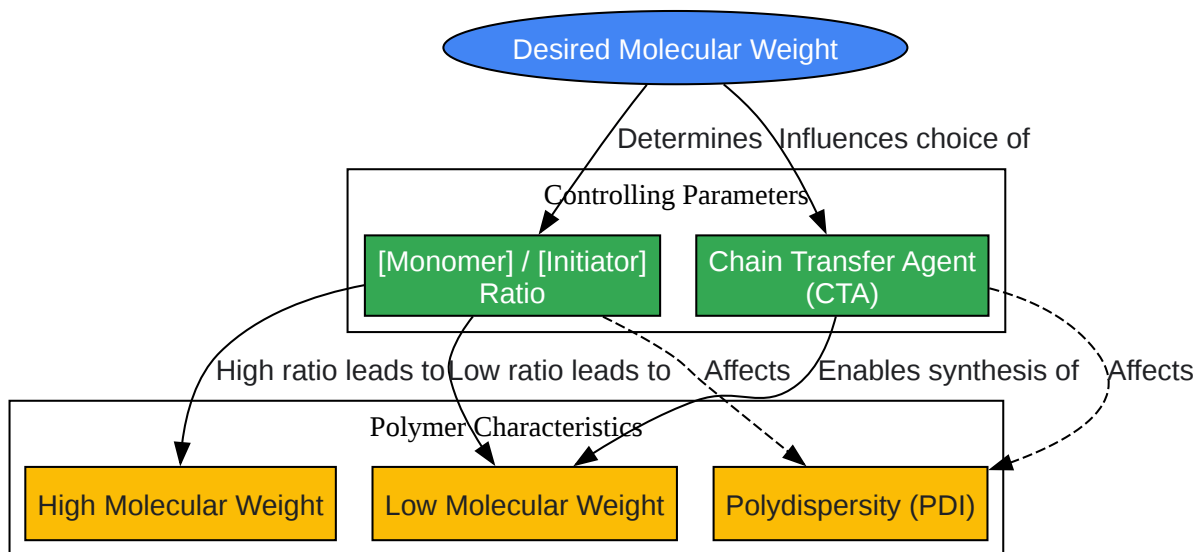 Desired Molecular Weight
Determines
Influences choice of
Controlling Parameters
[Monomer] / [Initiator]
Ratio
Chain Transfer Agent
(CTA)
High ratio leads to
Low ratio leads to
Affects
Enables synthesis of
Affects
Polymer Characteristics
High Molecular Weight
Low Molecular Weight
Polydispersity (PDI)